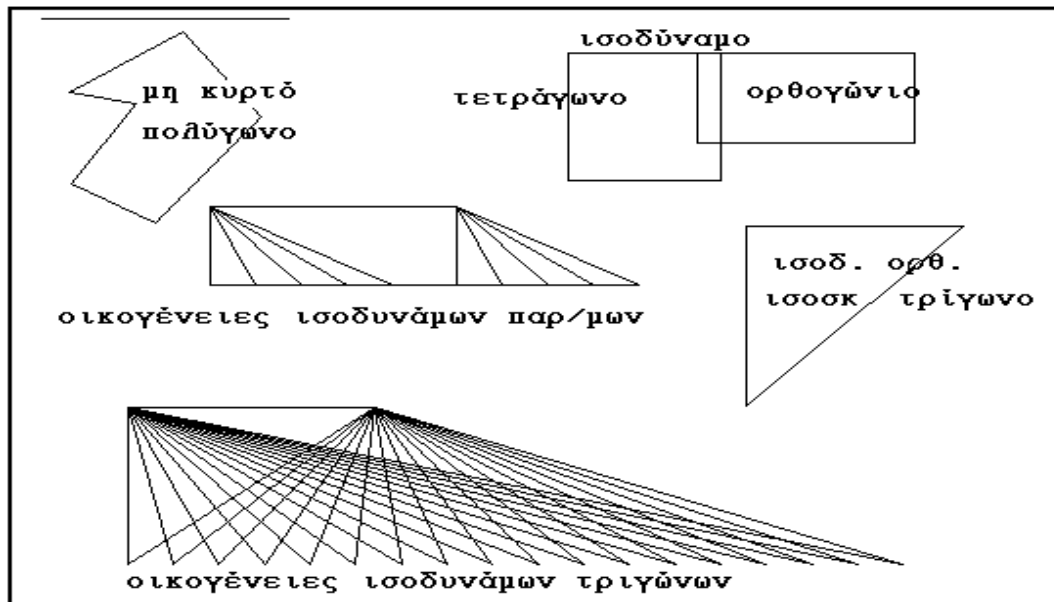 μη κυρτό
πολύγωνο
ισοδύναμο
τετράγωνο
ορθογώνιο
ισοδ. ορθ.
ισοσκ τρίγωνο
οικογένειες ισοδυνάμων παρ/μων
οικογένειες ισοδυνάμων τριγώνων